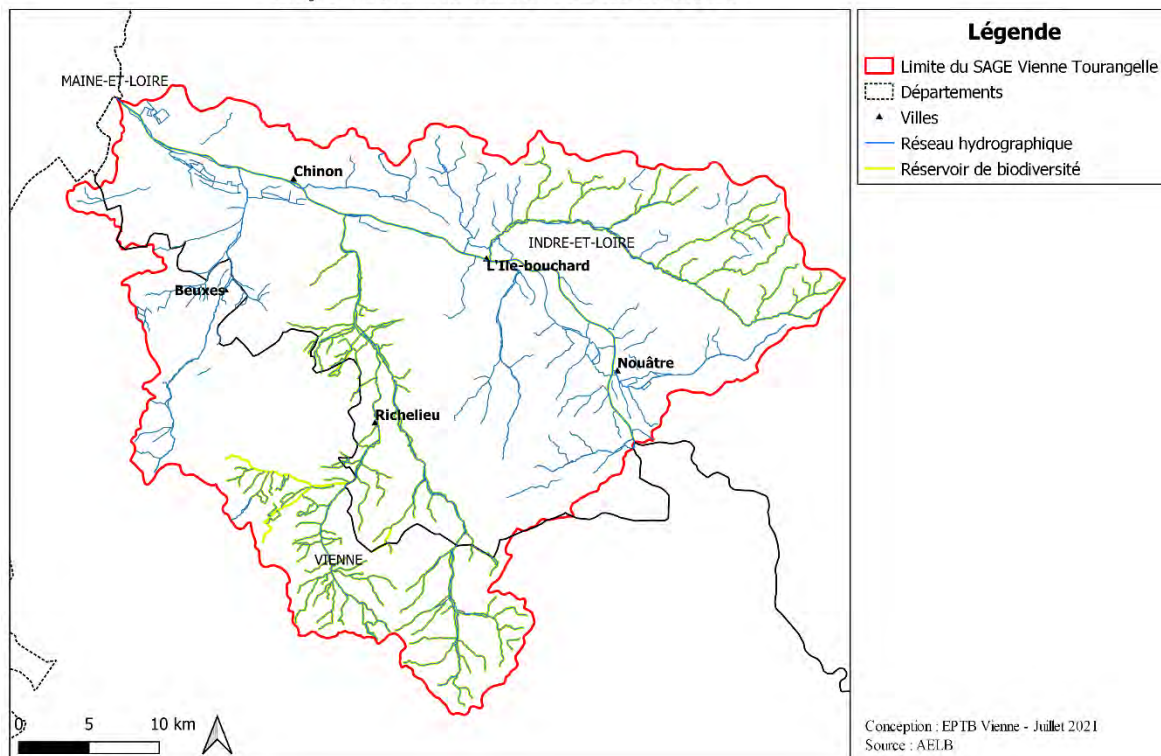 MAINE-ET-LOIRE
Chinon
INDRE-ET-LOIRE
L'Ile-bouchard
Beuxes
Nouâtre
Richelieu
VIENNE
0 5 10 km
Légende
Limite du SAGE Vienne Tourangelle
Départements
Villes
Réseau hydrographique
Réservoir de biodiversité
Conception : EPTB Vienne - Juillet 2021
Source : AELB